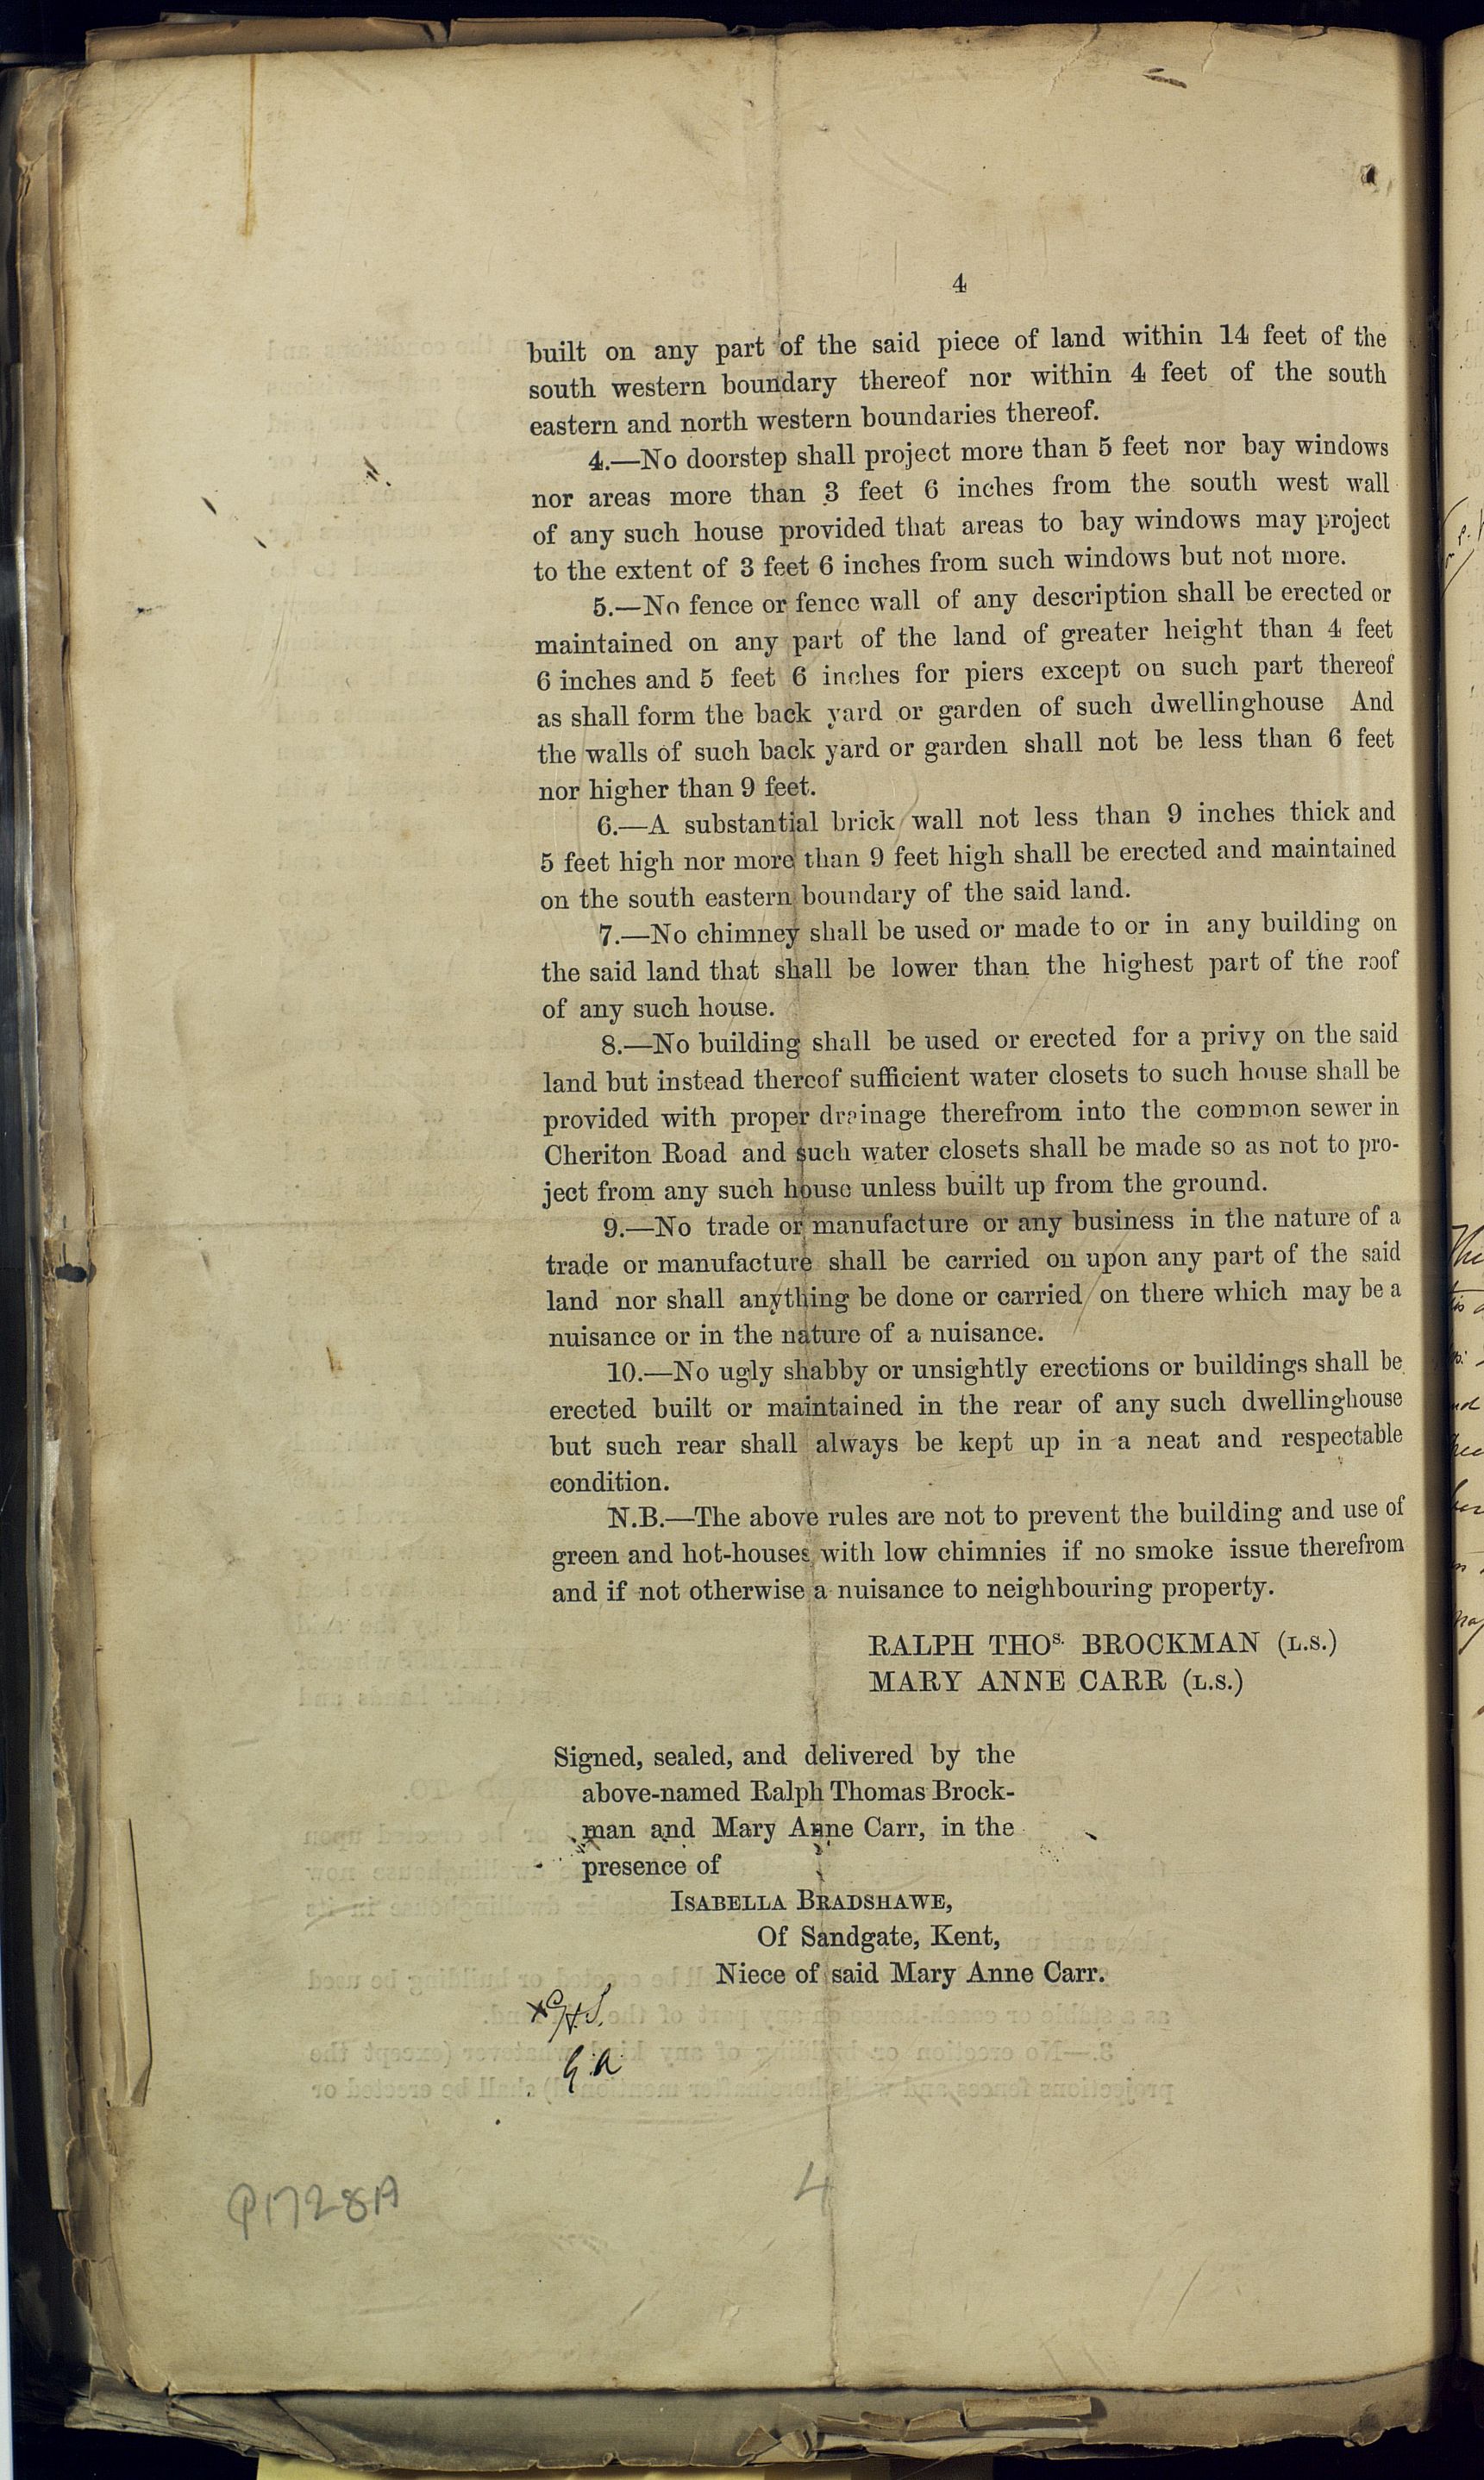 4
built on any part of the said piece of land within 14 feet of the
south western boundary thereof nor within 4 feet of the south
eastern and north western boundaries thereof.
4.—No doorstep shall project more than 5 feet nor bay windows
nor areas more than 3 feet 6 inches from the south west wall
of any such house provided that areas to bay windows may project
to the extent of 3 feet 6 inches from such windows but not more.
5.—No fence or fence wall of any description shall be erected or
maintained on any part of the land of greater height than 4 feet
6 inches and 5 feet 6 inches for piers except on such part thereof
as shall form the back yard or garden of such dwellinghouse And
the walls of such back yard or garden shall not be less than 6 feet
nor higher than 9 feet.
6.—A substantial brick wall not less than 9 inches thick and
5 feet high nor more than 9 feet high shall be erected and maintained
on the south eastern boundary of the said land.
7.—No chimney shall be used or made to or in any building on
the said land that shall be lower than the highest part of the roof
of any such house.
8.—No building shall be used or erected for a privy on the said
land but instead thereof sufficient water closets to such house shall be
provided with proper drainage therefrom into the common sewer in
Cheriton Road and such water closets shall be made so as not to pro-
ject from any such house unless built up from the ground.
9.—No trade or manufacture or any business in the nature of a
trade or manufacture shall be carried on upon any part of the said
land nor shall anything be done or carried on there which may be a
nuisance or in the nature of a nuisance.
10.—No ugly shabby or unsightly erections or buildings shall be
erected built or maintained in the rear of any such dwellinghouse
but such rear shall always be kept up in a neat and respectable
condition.
N.B.—The above rules are not to prevent the building and use of
green and hot-houses with low chimnies if no smoke issue therefrom
and if not otherwise a nuisance to neighbouring property.
RALPH THOs. BROCKMAN (L.S.)
MARY ANNE CARR (L.S.)
Signed, sealed, and delivered by the
above-named Ralph Thomas Brock-
man and Mary Anne Carr, in the
presence of
ISABELLA BRADSHAWE,
Of Sandgate, Kent,
Niece of said Mary Anne Carr.
G.A
P1728A
4